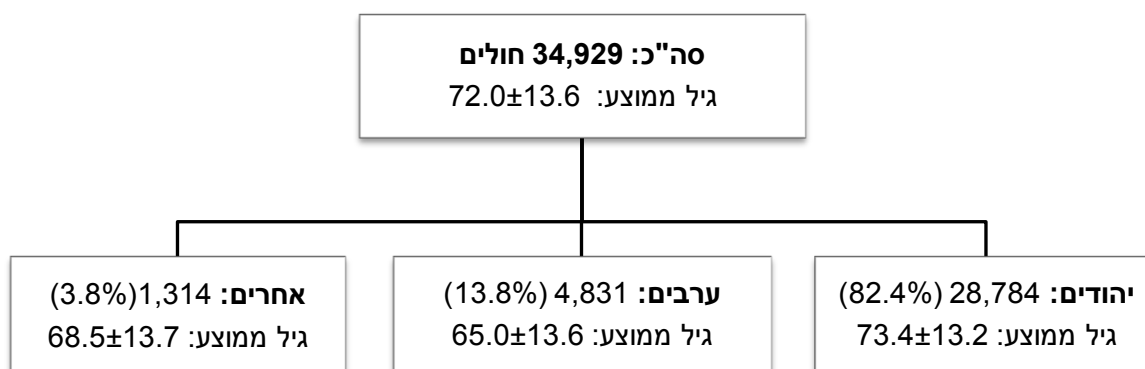 סה"כ: 34,929 חולים
גיל ממוצע: 72.0±13.6
יהודים: 28,784 (82.4%)
גיל ממוצע: 73.4±13.2
ערבים: 4,831 (13.8%)
גיל ממוצע: 65.0±13.6
אחרים: 1,314(3.8%)
גיל ממוצע: 68.5±13.7